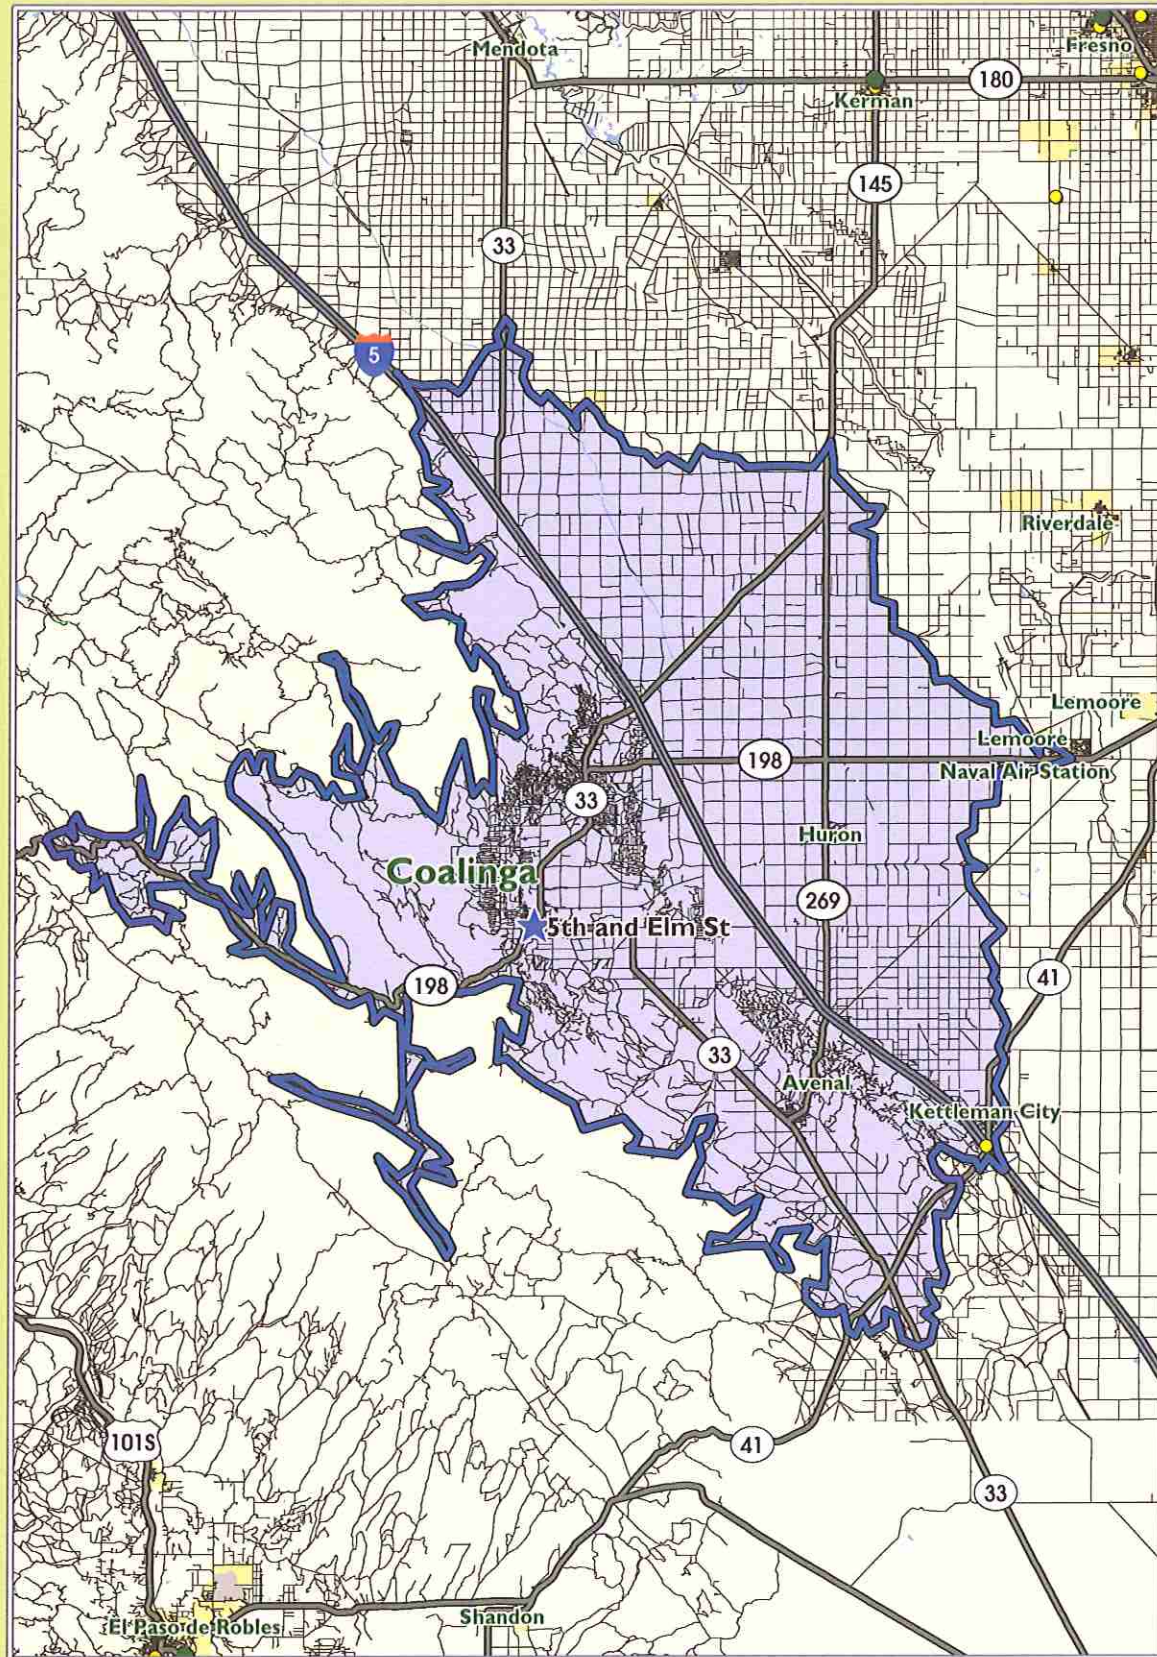 Mendota
Fresno
180
Kerman
145
33
5
Riverdale
Lemoore
Lemoore
Naval Air Station
198
33
Huron
Coalinga
269
5th and Elm St
41
198
33
Avenal
Kettleman City
101S
41
33
Shandon
El Paso de Robles